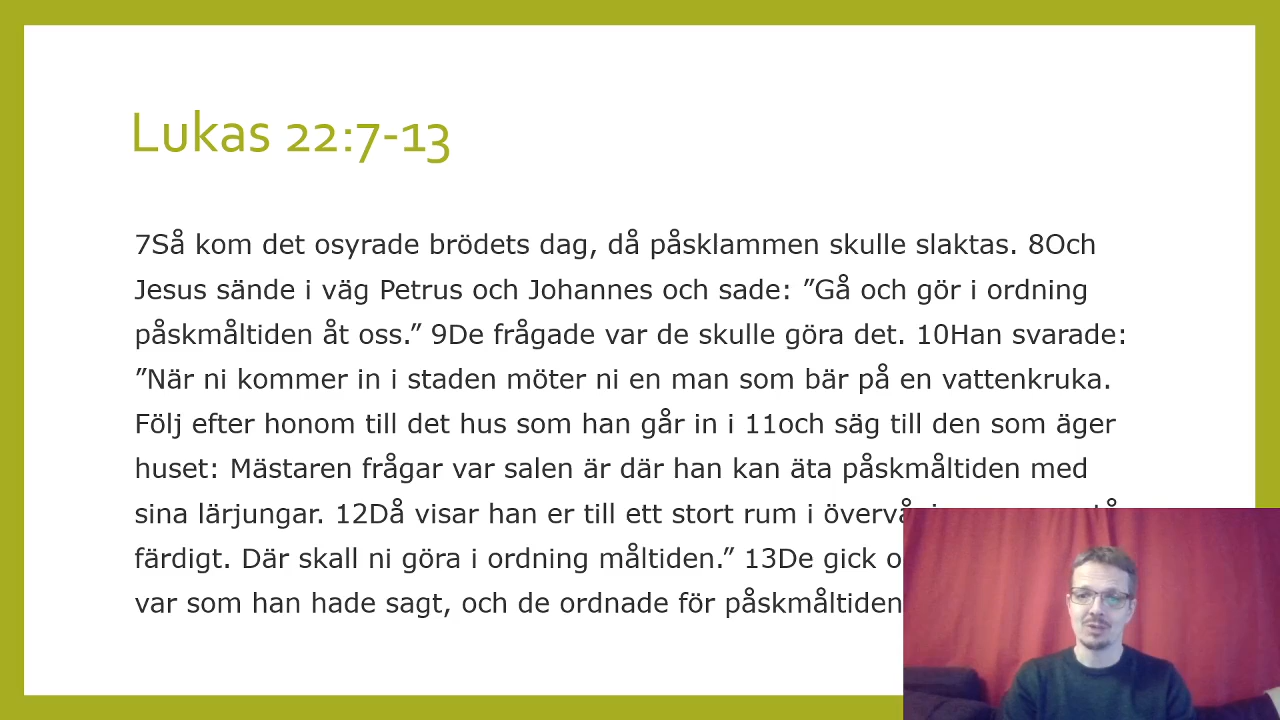 Lukas 22:7-13
7Så kom det osyrade brödets dag, då påsklammen skulle slaktas. 8Och
Jesus sände i väg Petrus och Johannes och sade: ”Gå och gör i ordning
påskmåltiden åt oss.” 9De frågade var de skulle göra det. 10Han svarade:
”När ni kommer in i staden möter ni en man som bär på en vattenkruka.
Följ efter honom till det hus som han går in i 11och säg till den som äger
huset: Mästaren frågar var salen är där han kan äta påskmåltiden med
sina lärjungar. 12Då visar han er till ett stort rum i
färdigt. Där skall ni göra i ordning måltiden.” 13De gick
var som han hade sagt, och de ordnade för påskmåltiden